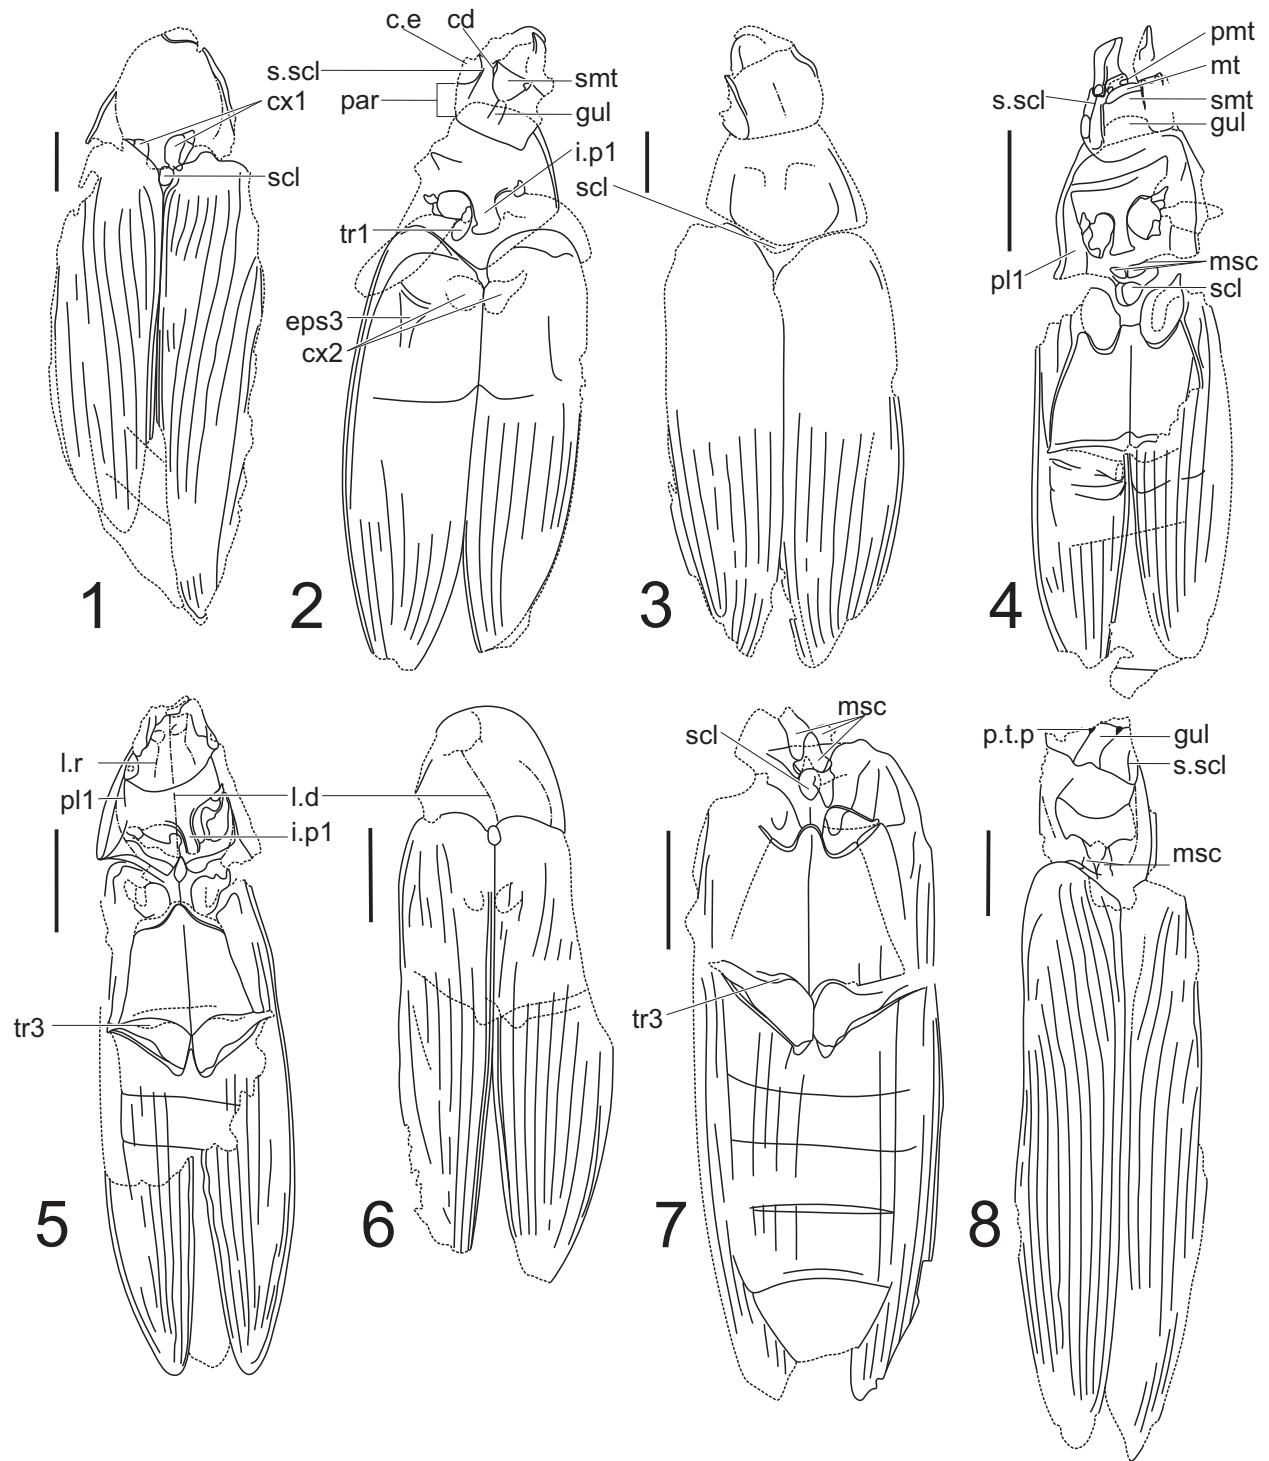 c.e cd
s.scl
cx1
par
smt
gul
scl
i.p1
scl
tr1
eps3
cx2
pmt
mt
s.scl
smt
gul
pl1
msc
scl
1 2 3 4
l.r
pl1
l.d
i.p1
tr3
msc
scl
tr3
p.t.p
gul
s.scl
msc
5 6 7 8